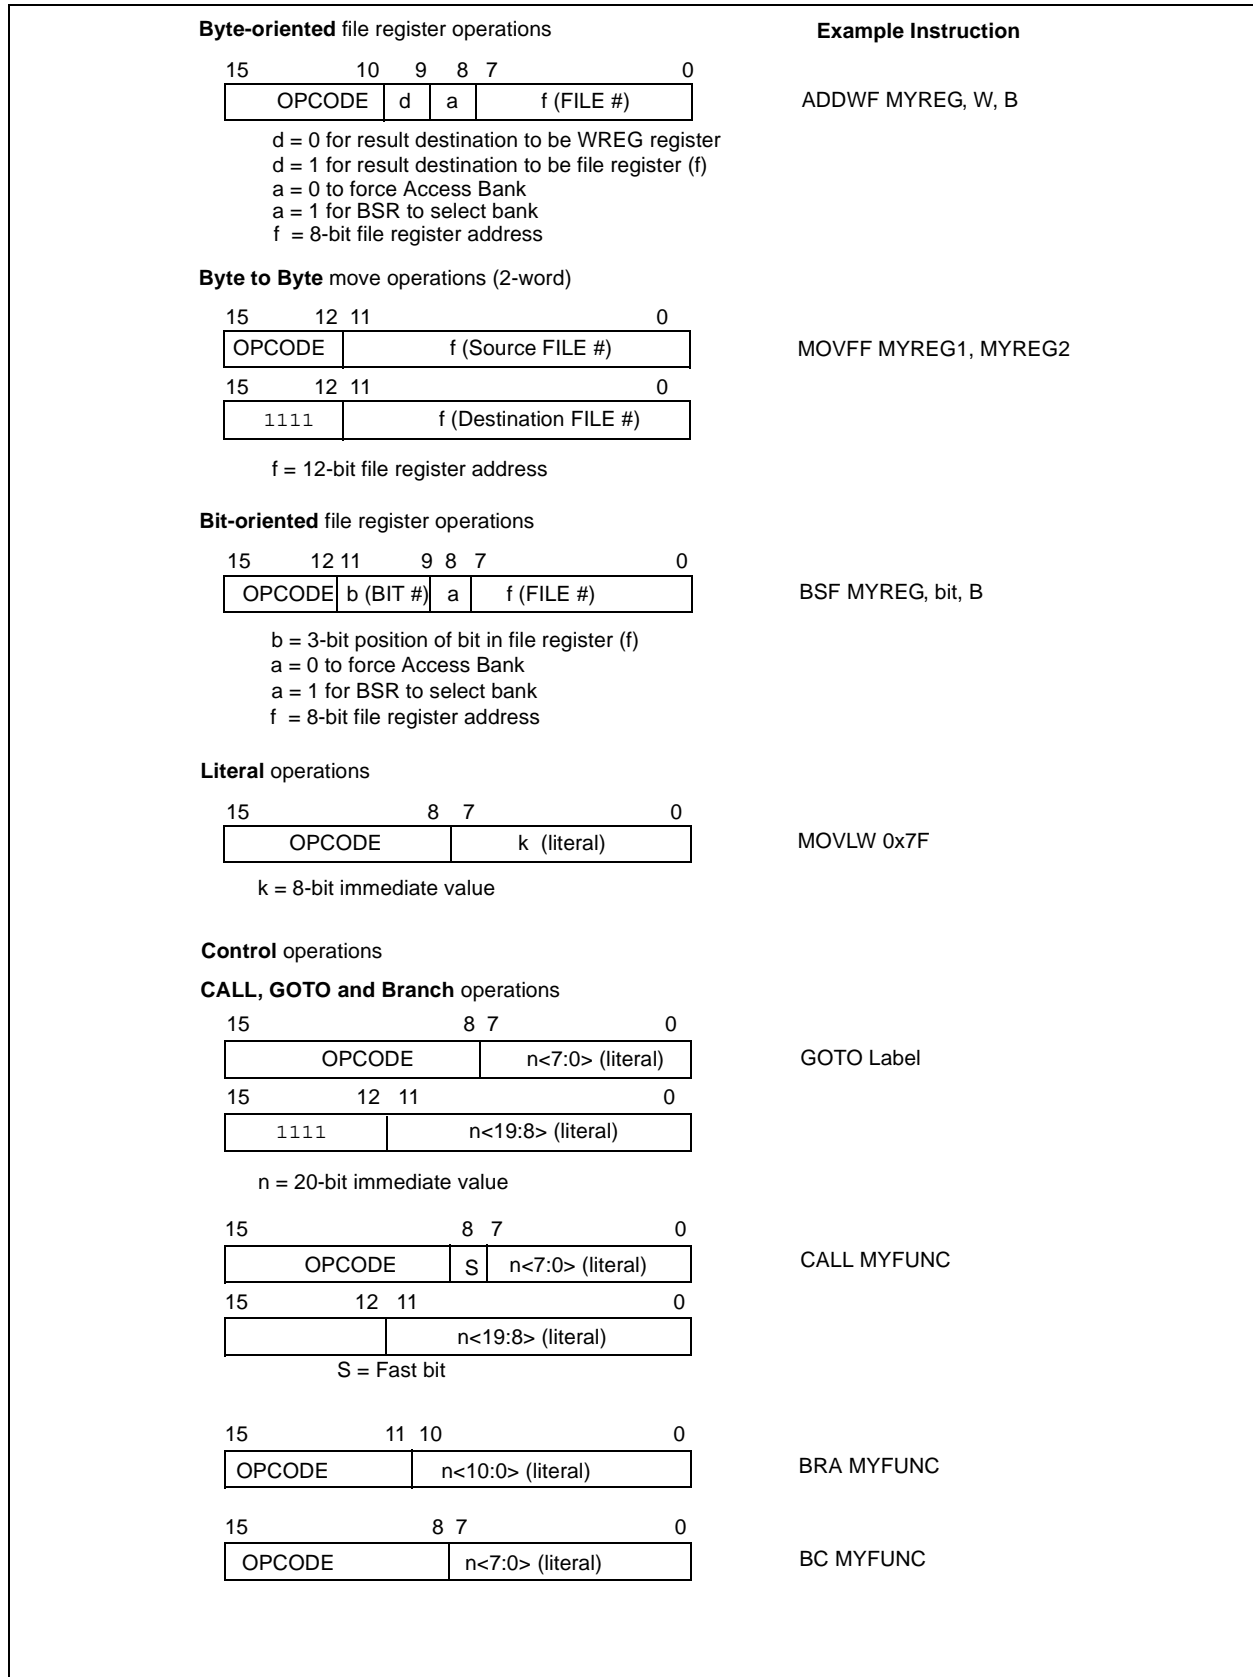 Byte-oriented file register operations
Example Instruction
15 10 9 8 7 0
OPCODE d a f (FILE #)
ADDWF MYREG, W, B
d = 0 for result destination to be WREG register
d = 1 for result destination to be file register (f)
a = 0 to force Access Bank
a = 1 for BSR to select bank
f = 8-bit file register address
Byte to Byte move operations (2-word)
15 12 11 0
OPCODE f (Source FILE #)
MOVFF MYREG1, MYREG2
15 12 11 0
1111 f (Destination FILE #)
f = 12-bit file register address
Bit-oriented file register operations
15 12 11 9 8 7 0
OPCODE b (BIT #) a f (FILE #)
BSF MYREG, bit, B
b = 3-bit position of bit in file register (f)
a = 0 to force Access Bank
a = 1 for BSR to select bank
f = 8-bit file register address
Literal operations
15 8 7 0
OPCODE k (literal)
MOVLW 0x7F
k = 8-bit immediate value
Control operations
CALL, GOTO and Branch operations
15 8 7 0
OPCODE n<7:0> (literal)
GOTO Label
15 12 11 0
1111 n<19:8> (literal)
n = 20-bit immediate value
15 8 7 0
OPCODE S n<7:0> (literal)
CALL MYFUNC
15 12 11 0
n<19:8> (literal)
S = Fast bit
15 11 10 0
OPCODE n<10:0> (literal)
BRA MYFUNC
15 8 7 0
OPCODE n<7:0> (literal)
BC MYFUNC